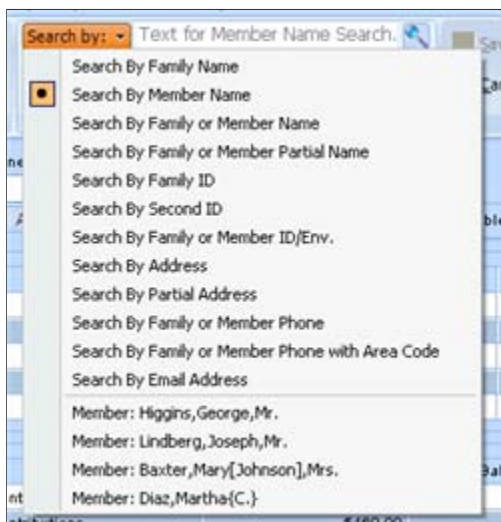 Search by: Text for Member Name Search.
Search By Family Name
Search By Member Name
Search By Family or Member Name
Search By Family or Member Partial Name
Search By Family ID
Search By Second ID
Search By Family or Member ID/Env.
Search By Address
Search By Partial Address
Search By Family or Member Phone
Search By Family or Member Phone with Area Code
Search By Email Address
Member: Higgins,George,Mr.
Member: Lindberg,Joseph,Mr.
Member: Baxter,Mary[Johnson],Mrs.
Member: Diaz,Martha{C.}